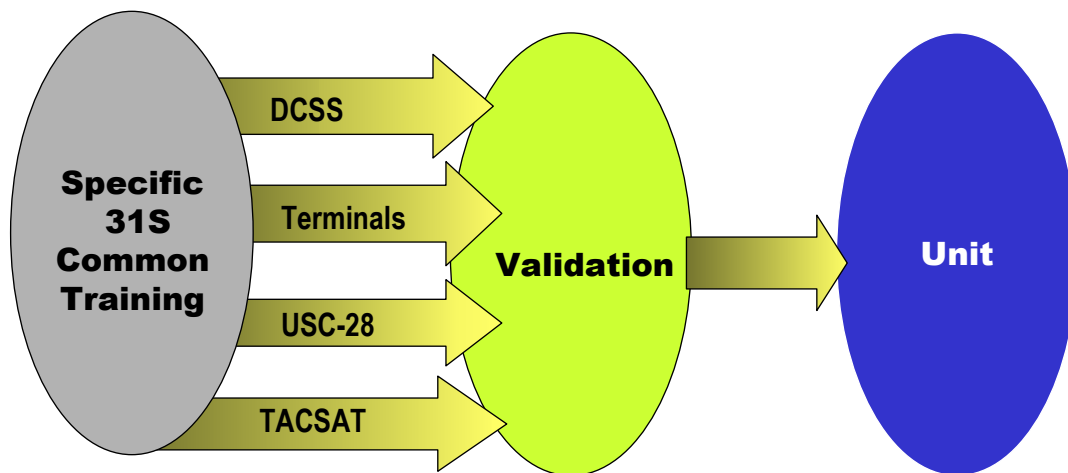 Specific
31S
Common
Training
DCSS
Terminals
USC-28
TACSAT
Validation
Unit